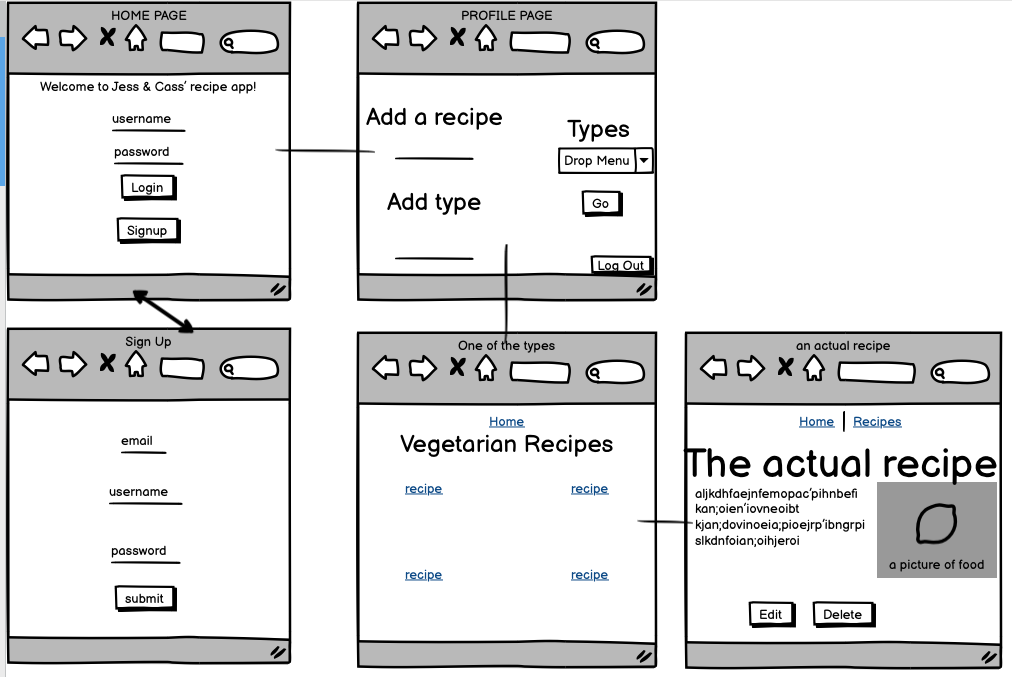 HOME PAGE
Welcome to Jess & Cass' recipe app!
username
password
Login
Signup
PROFILE PAGE
Add a recipe
Types
Drop Menu
Add type
Go
Log Out
Sign Up
email
username
password
submit
One of the types
Home
Vegetarian Recipes
recipe recipe
recipe recipe
an actual recipe
Home | Recipes
The actual recipe
aljkdhfaejnfemopac'pihnbefi
kan;oien'iovneoibt
kjan;dovinoeia;pioejrp'ibngrpi
slkdnfoian;oihjeroi
a picture of food
Edit Delete